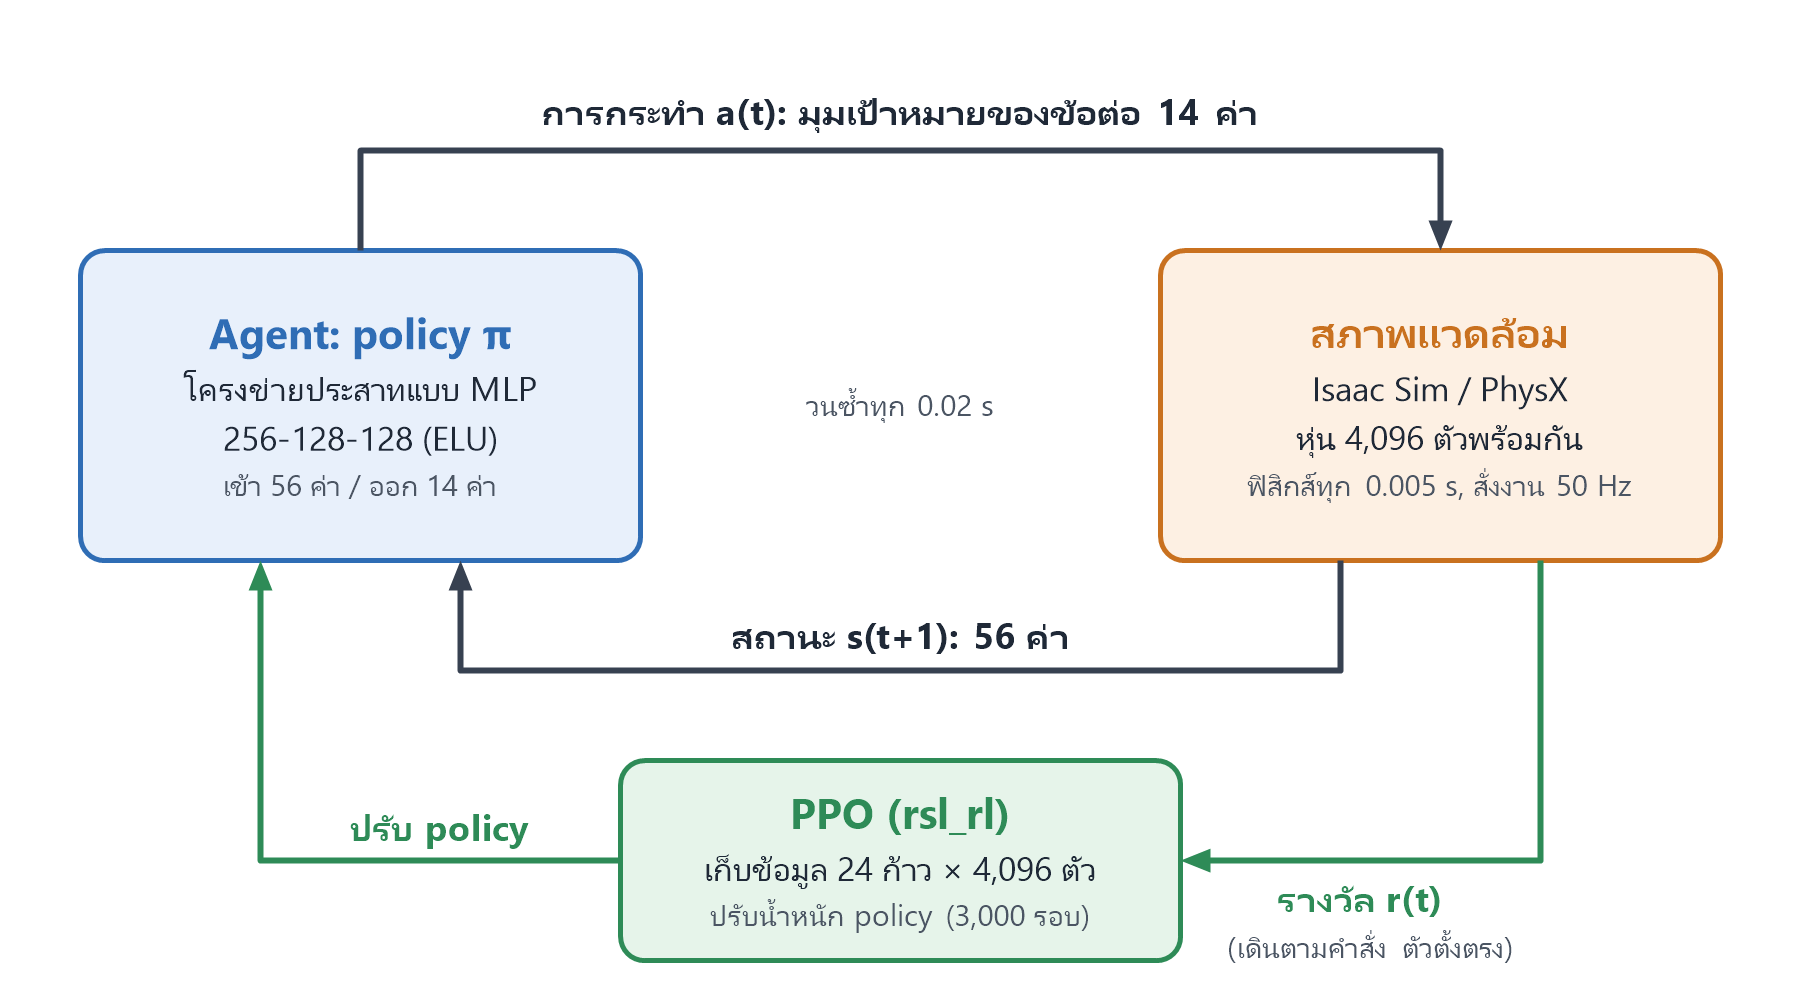 การกระทำ a(t): มุมเป้าหมายของข้อต่อ 14 ค่า
Agent: policy π
โครงข่ายประสาทแบบ MLP
256-128-128 (ELU)
เข้า 56 ค่า / ออก 14 ค่า
วนซ้ำทุก 0.02 s
สภาพแวดล้อม
Isaac Sim / PhysX
หุ่น 4,096 ตัวพร้อมกัน
ฟิสิกส์ทุก 0.005 s, สั่งงาน 50 Hz
สถานะ s(t+1): 56 ค่า
ปรับ policy
PPO (rsl_rl)
เก็บข้อมูล 24 ก้าว × 4,096 ตัว
ปรับน้ำหนัก policy (3,000 รอบ)
รางวัล r(t)
(เดินตามคำสั่ง ตัวตั้งตรง)